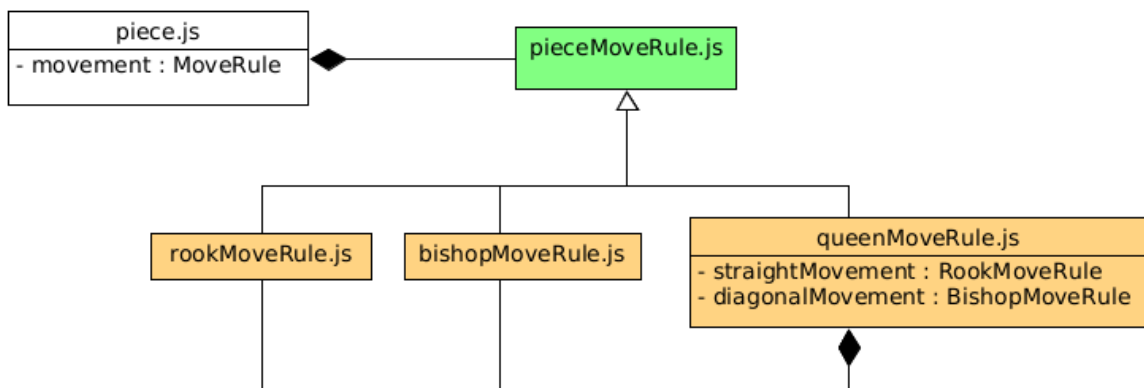 piece.js
- movement : MoveRule
pieceMoveRule.js
rookMoveRule.js
bishopMoveRule.js
queenMoveRule.js
- straightMovement : RookMoveRule
- diagonalMovement : BishopMoveRule